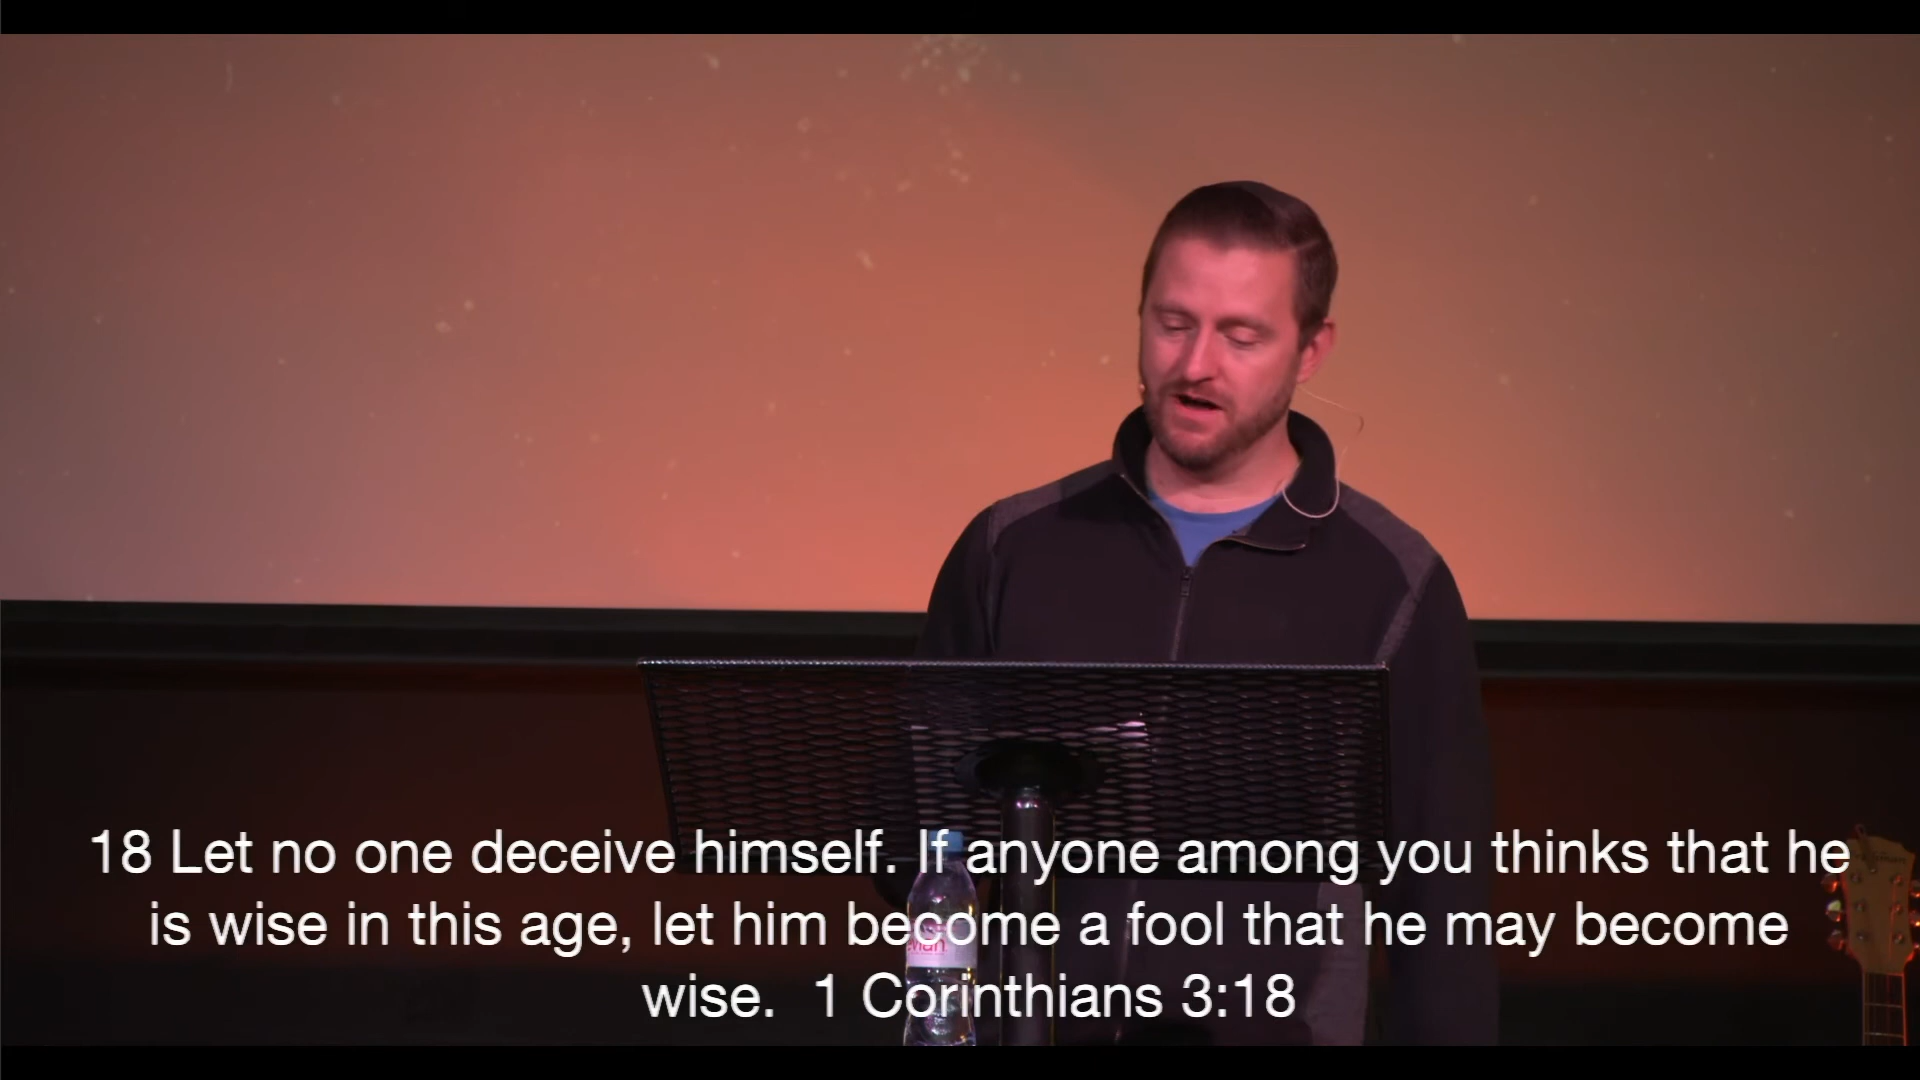 18 Let no one deceive himself. If anyone among you thinks that he
is wise in this age, let him become a fool that he may become
wise.  1 Corinthians 3:18
evian